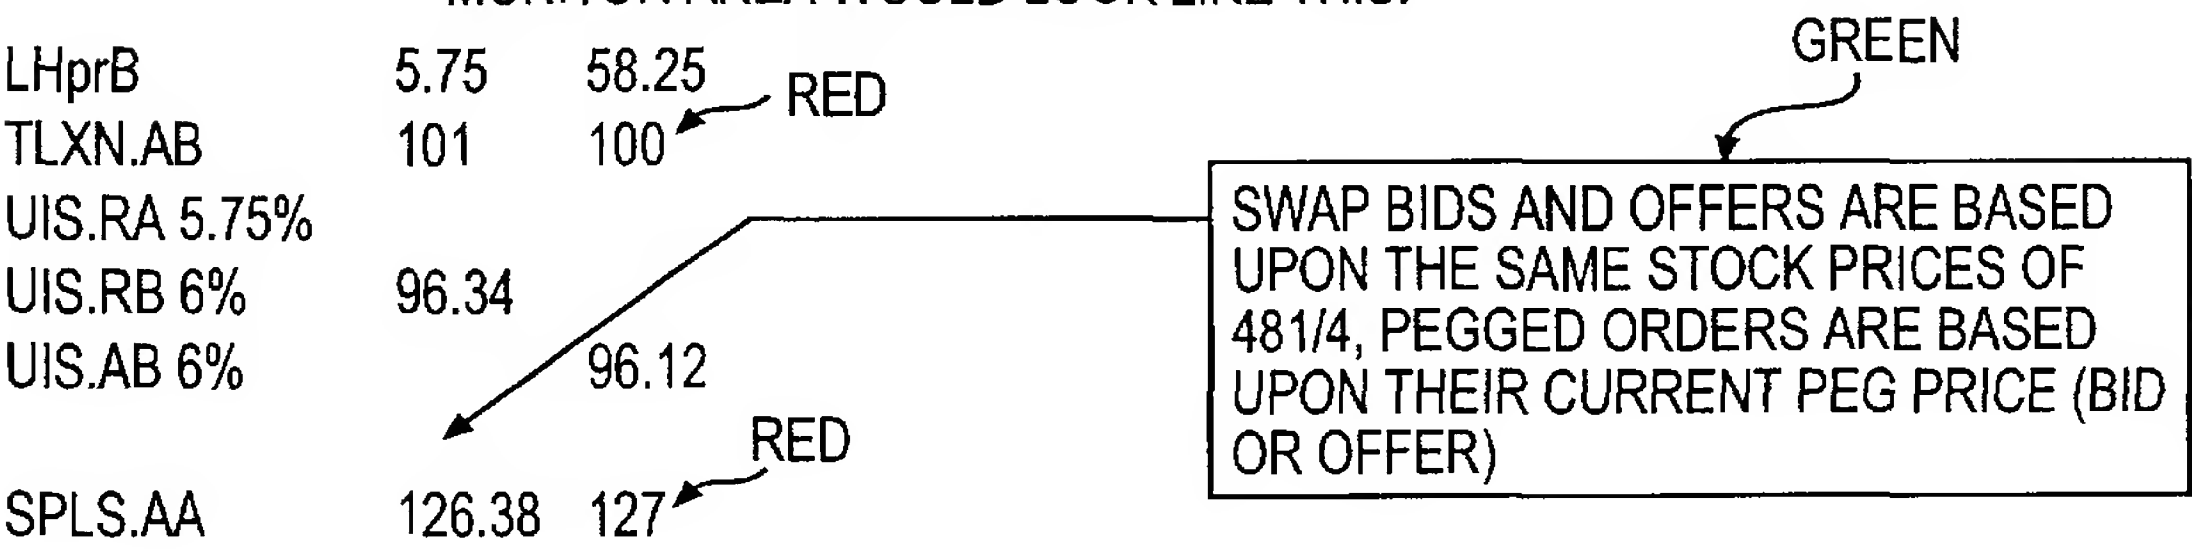 GREEN
LHprB 5.75 58.25
RED
TLXN.AB 101 100
UIS.RA 5.75%
UIS.RB 6% 96.34
UIS.AB 6% 96.12
RED
SPLS.AA 126.38 127
SWAP BIDS AND OFFERS ARE BASED
UPON THE SAME STOCK PRICES OF
481/4, PEGGED ORDERS ARE BASED
UPON THEIR CURRENT PEG PRICE (BID
OR OFFER)